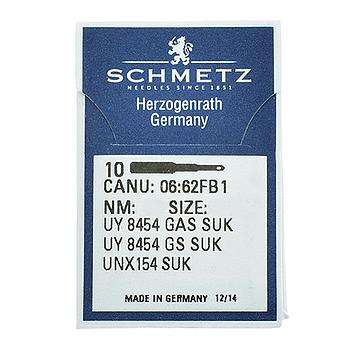 SCHMETZ
NEEDLES SINCE 1851
Herzogenrath
Germany
10
CANU: 06:62FB1
NM: SIZE:
UY 8454 GAS SUK
UY 8454 GS SUK
UNX154 SUK
MADE IN GERMANY 12/14